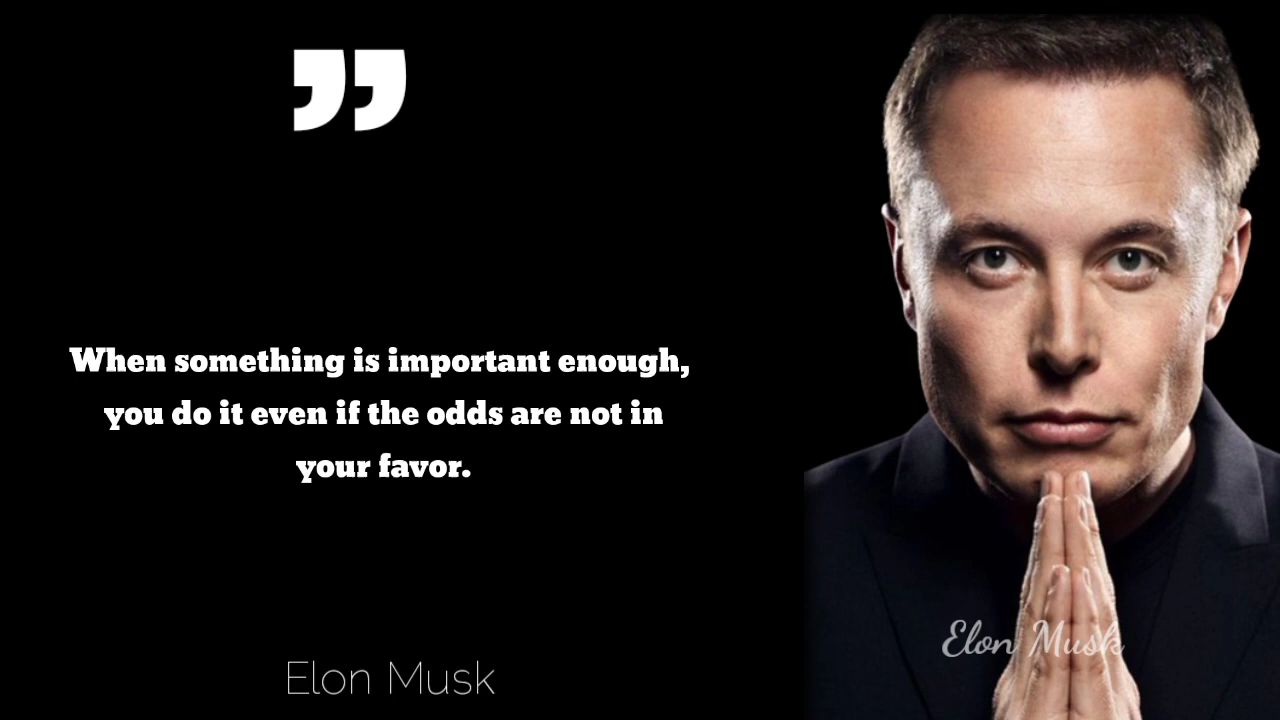 ”
When something is important enough,
you do it even if the odds are not in
your favor.
Elon Musk
Elon Musk